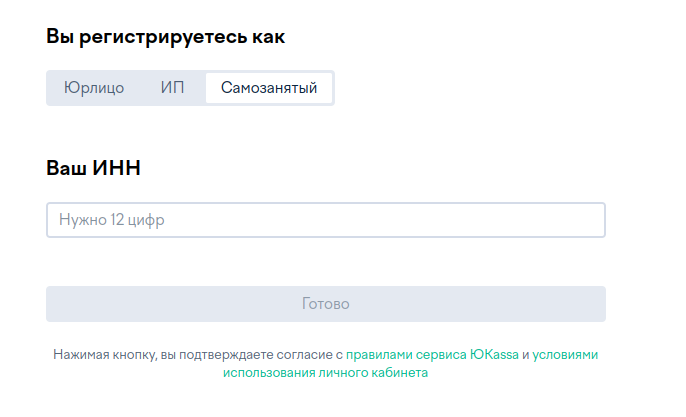 Вы регистрируетесь как
Юрлицо ИП Самозанятый
Ваш ИНН
Нужно 12 цифр
Готово
Нажимая кнопку, вы подтверждаете согласие с правилами сервиса ЮKassa и условиями
использования личного кабинета